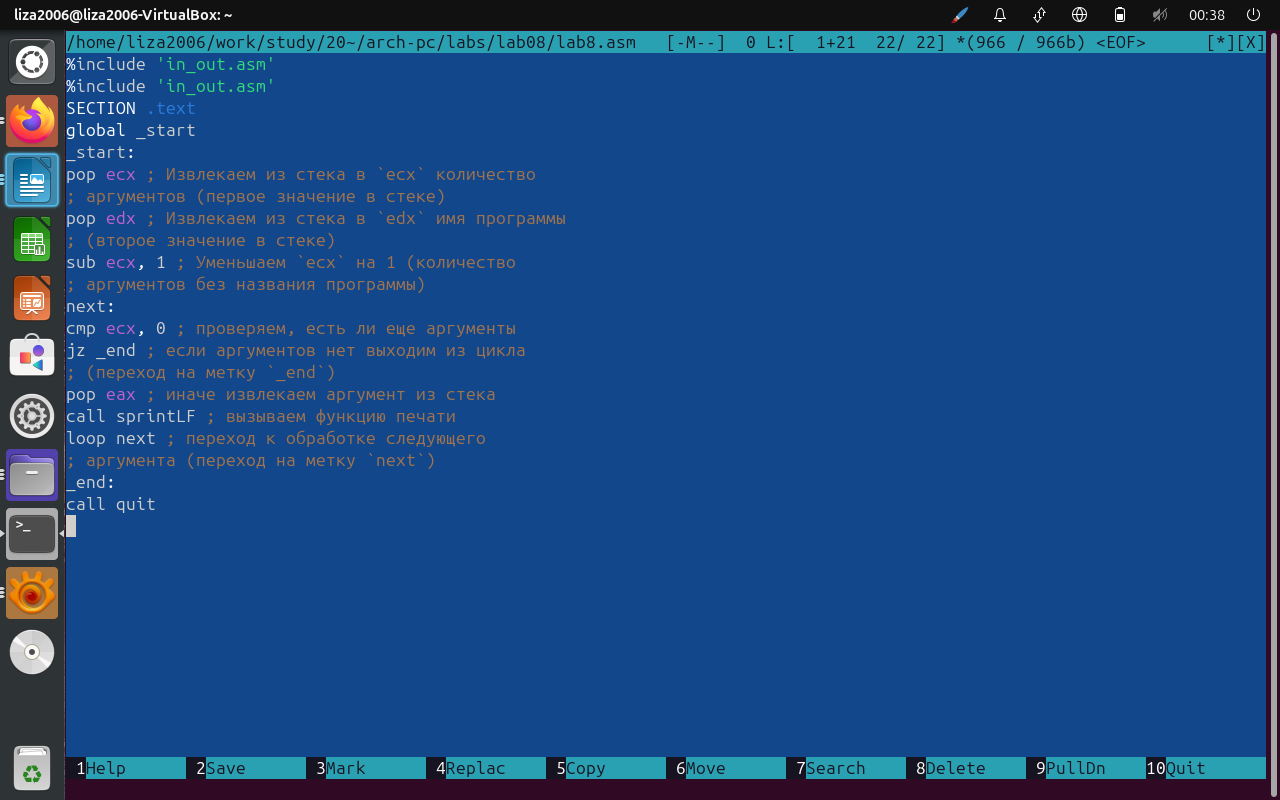 liza2006@liza2006-VirtualBox: ~
00:38
/home/liza2006/work/study/20~/arch-pc/labs/lab08/lab8.asm   [-M--]  0 L:[  1+21  22/ 22] *(966 / 966b) <EOF>      [*][X]
%include 'in_out.asm'
%include 'in_out.asm'
SECTION .text
global _start
_start:
pop ecx ; Извлекаем из стека в `ecx` количество
; аргументов (первое значение в стеке)
pop edx ; Извлекаем из стека в `edx` имя программы
; (второе значение в стеке)
sub ecx, 1 ; Уменьшаем `ecx` на 1 (количество
; аргументов без названия программы)
next:
cmp ecx, 0 ; проверяем, есть ли еще аргументы
jz _end ; если аргументов нет выходим из цикла
; (переход на метку `_end`)
pop eax ; иначе извлекаем аргумент из стека
call sprintLF ; вызываем функцию печати
loop next ; переход к обработке следующего
; аргумента (переход на метку `next`)
_end:
call quit
>_
1Help 2Save 3Mark 4Replac 5Copy 6Move 7Search 8Delete 9PullDn 10Quit